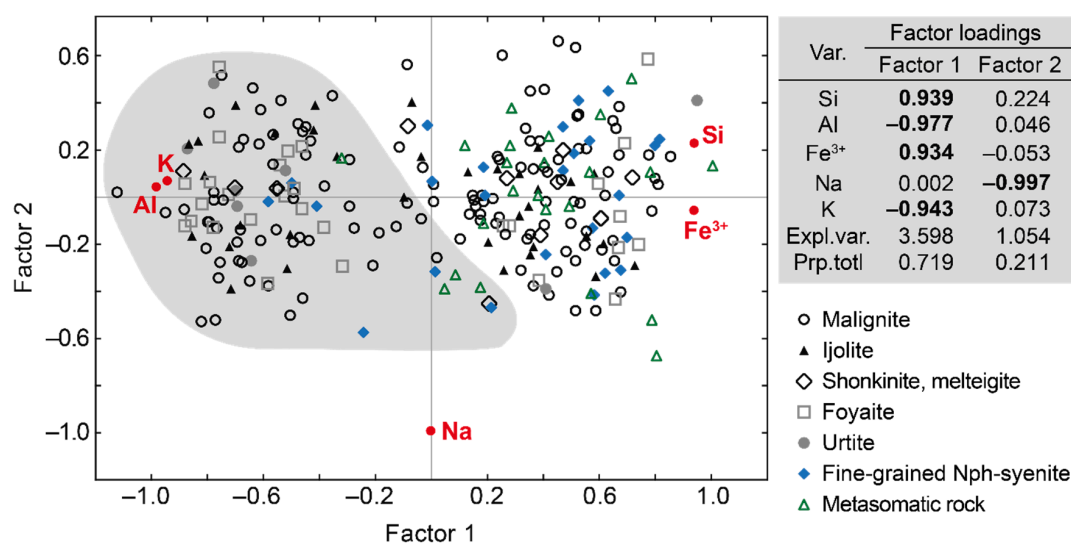 0.6
0.2
–0.2
–0.6
–1.0
Factor 2
–1.0
–0.6
–0.2
0.2
0.6
1.0
Factor 1
K
Al
Si
Fe³⁺
Na
Var.
Factor loadings
Factor 1 Factor 2
Si 0.939 0.224
Al –0.977 0.046
Fe³⁺ 0.934 –0.053
Na 0.002 –0.997
K –0.943 0.073
Expl.var. 3.598 1.054
Prp.totl 0.719 0.211
Malignite
Ijolite
Shonkinite, melteigite
Foyaite
Urtite
Fine-grained Nph-syenite
Metasomatic rock